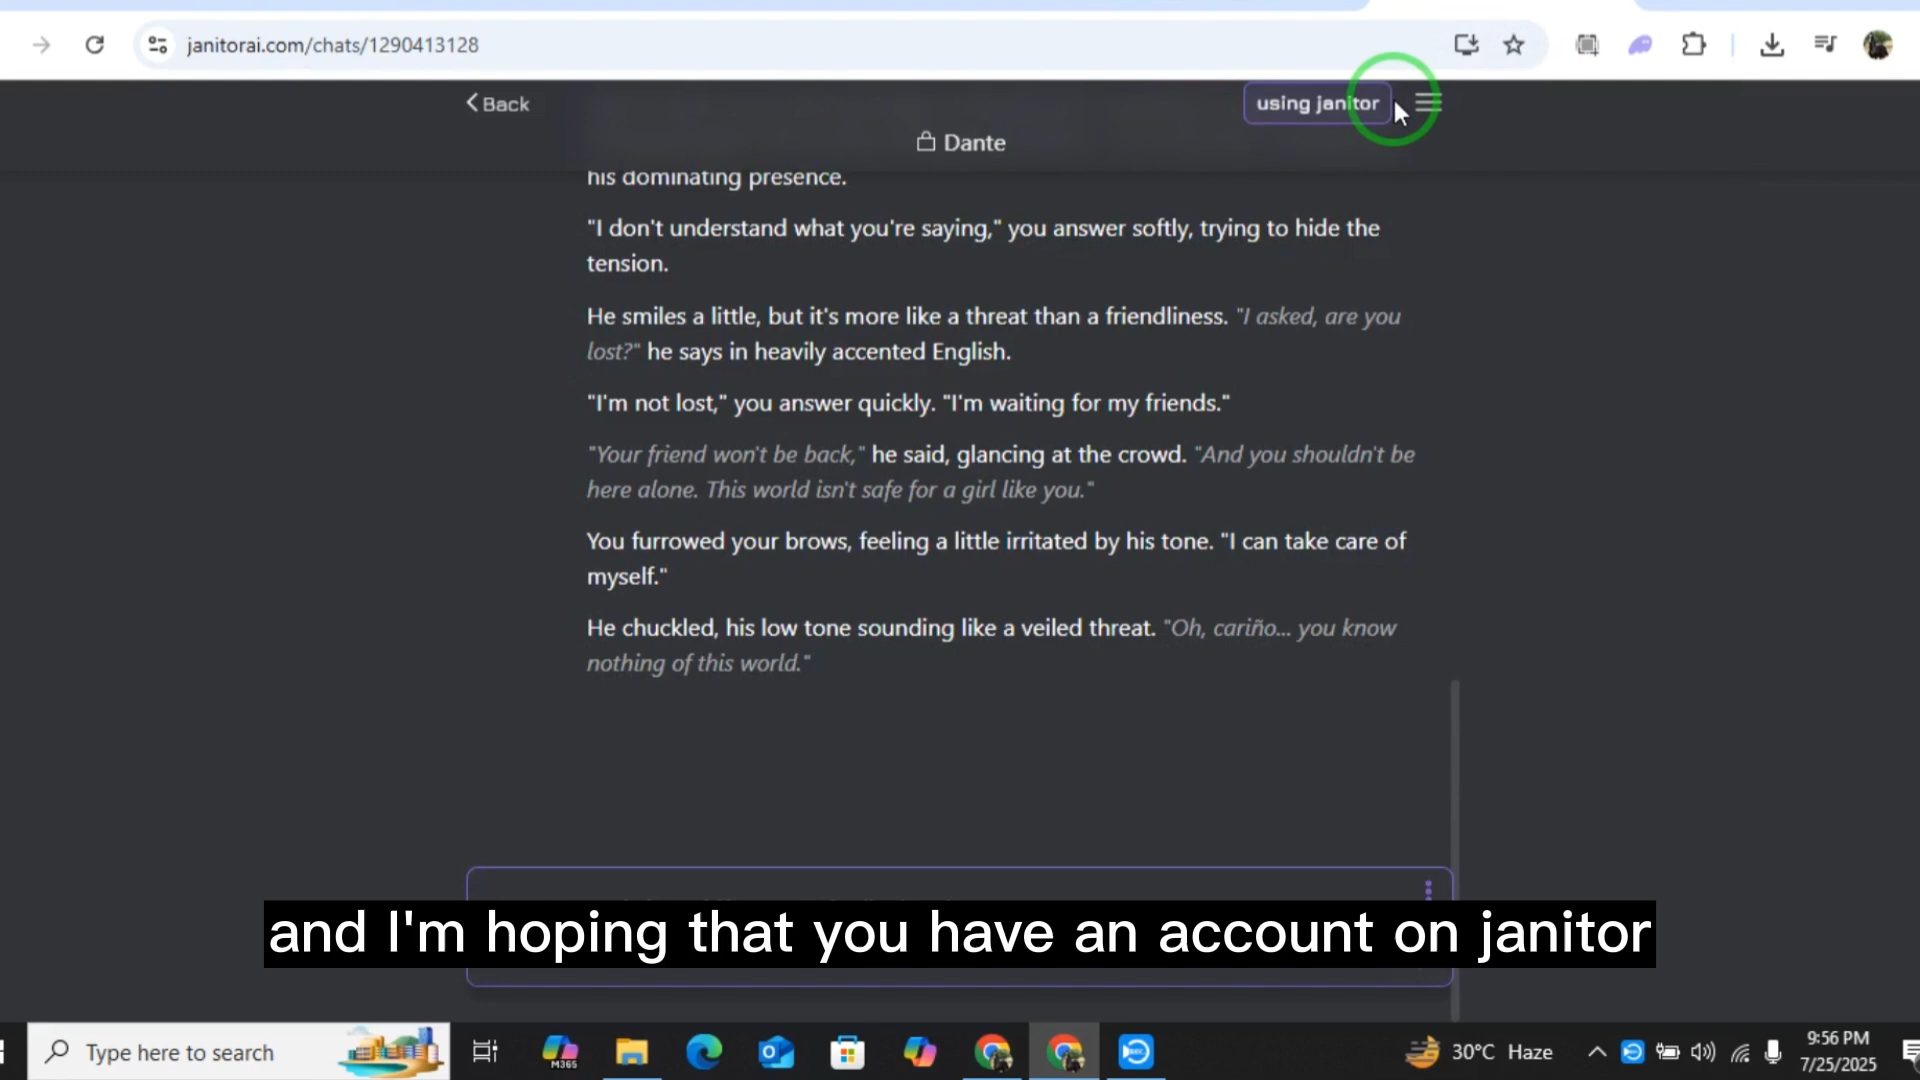 janitorai.com/chats/1290413128
Back
using janitor
Dante
his dominating presence.
"I don't understand what you're saying," you answer softly, trying to hide the
tension.
He smiles a little, but it's more like a threat than a friendliness. "I asked, are you
lost?" he says in heavily accented English.
"I'm not lost," you answer quickly. "I'm waiting for my friends."
"Your friend won't be back," he said, glancing at the crowd. "And you shouldn't be
here alone. This world isn't safe for a girl like you."
You furrowed your brows, feeling a little irritated by his tone. "I can take care of
myself."
He chuckled, his low tone sounding like a veiled threat. "Oh, cariño... you know
nothing of this world."
and I'm hoping that you have an account on janitor
Type here to search
M365
30°C Haze
9:56 PM
7/25/2025